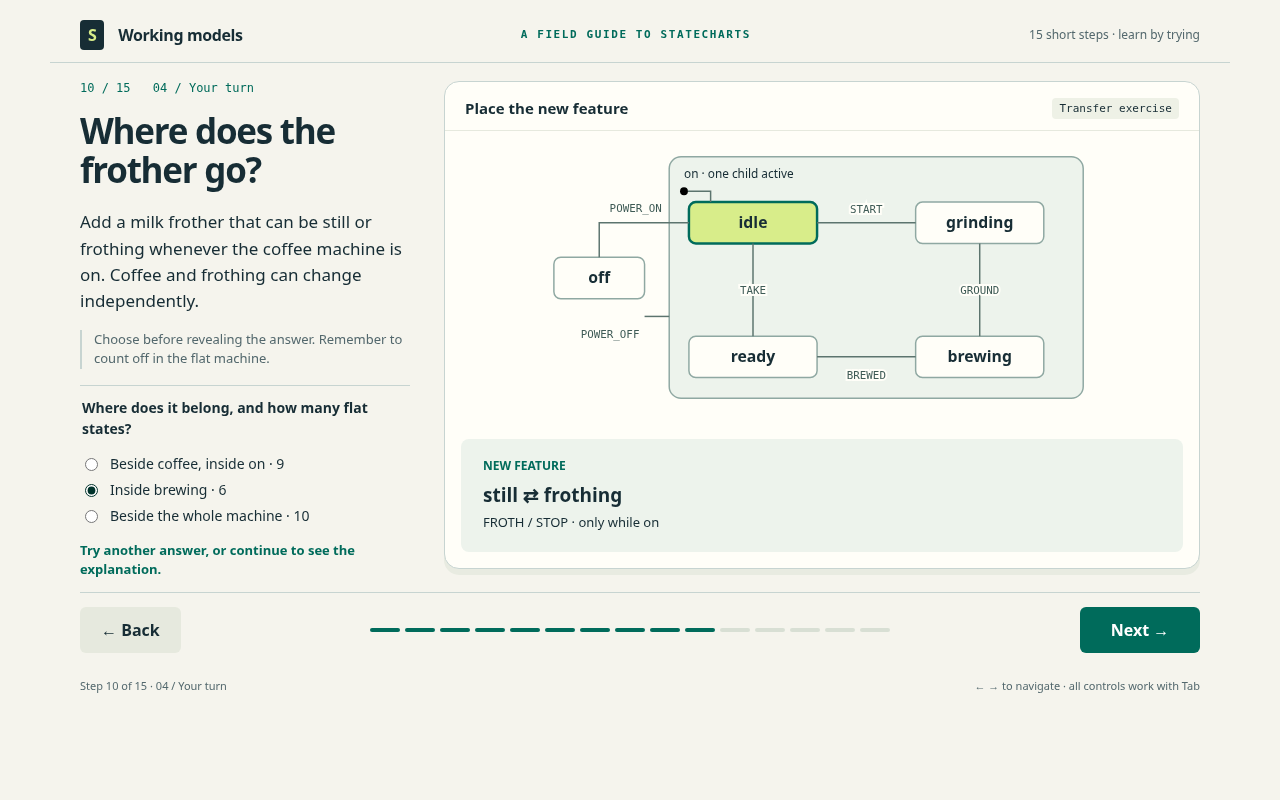 S Working models
A FIELD GUIDE TO STATECHARTS
15 short steps · learn by trying
10 / 15 04 / Your turn
Where does the
frother go?
Add a milk frother that can be still or
frothing whenever the coffee machine is
on. Coffee and frothing can change
independently.
Choose before revealing the answer. Remember to
count off in the flat machine.
Where does it belong, and how many flat
states?
Beside coffee, inside on · 9
Inside brewing · 6
Beside the whole machine · 10
Try another answer, or continue to see the
explanation.
Place the new feature
Transfer exercise
on · one child active
POWER_ON
idle
START
grinding
off
TAKE
GROUND
POWER_OFF
ready
BREWED
brewing
NEW FEATURE
still ⇄ frothing
FROTH / STOP · only while on
← Back
Next →
Step 10 of 15 · 04 / Your turn
← → to navigate · all controls work with Tab